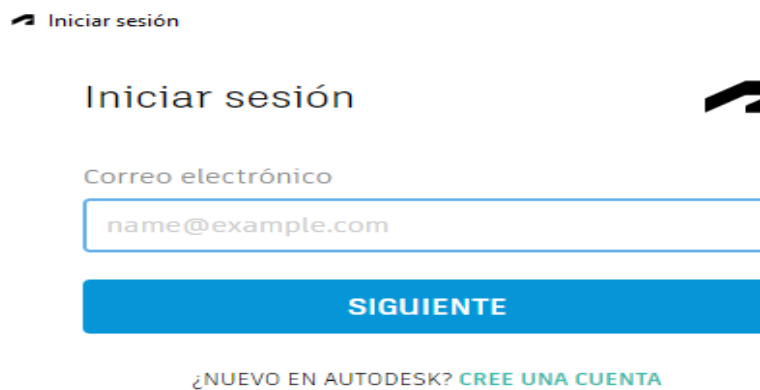 Iniciar sesión
Iniciar sesión
Correo electrónico
name@example.com
SIGUIENTE
¿NUEVO EN AUTODESK? CREE UNA CUENTA